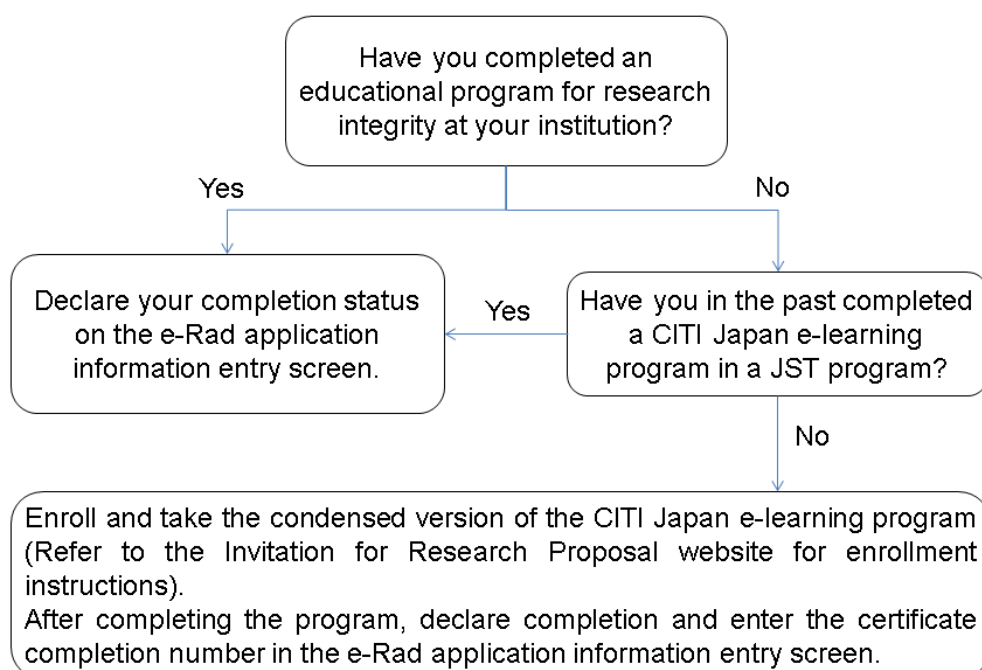 Have you completed an
educational program for research
integrity at your institution?
Yes
No
Declare your completion status
on the e-Rad application
information entry screen.
Yes
Have you in the past completed
a CITI Japan e-learning
program in a JST program?
No
Enroll and take the condensed version of the CITI Japan e-learning program
(Refer to the Invitation for Research Proposal website for enrollment
instructions).
After completing the program, declare completion and enter the certificate
completion number in the e-Rad application information entry screen.